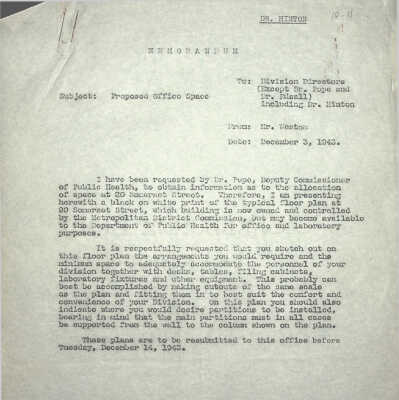 DR. HINTON
MEMORANDUM
To: Division Directors
(Except Dr. Pope and
Subject: Proposed Office Space
including Dr. Hinton
From: Mr. Weston
Date: December 3, 1943.
I have been requested by Dr. Pope, Deputy Commissioner
of Public Health, to obtain information as to the allocation
of space at 20 Somerset Street. Therefore, I am presenting
herewith a black on white print of the typical floor plan at
20 Somerset Street, which building is now owned and controlled
by the Metropolitan District Commission, but may become available
to the Department of Public Health for office and laboratory
purposes.
It is respectfully requested that you sketch out on
this floor plan the arrangements you would require and the
minimum space to adequately accommodate the personnel of your
division together with desks, tables, filing cabinets,
laboratory fixtures and other equipment. This probably can
best be accomplished by making cutouts of the same scale
as the plan and fitting them in to best suit the comfort and
convenience of your Division. On this plan you should also
indicate where you would desire partitions to be installed,
bearing in mind that the main partitions must in all cases
be supported from the wall to the column shown on the plan.
These plans are to be resubmitted to this office before
Tuesday, December 14, 1943.